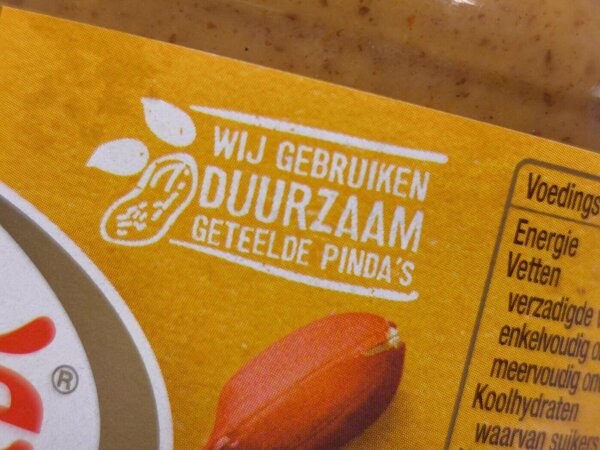 WIJ GEBRUIKEN
DUURZAAM
GETEELDE PINDA'S
Voedings
Energie
Vetten
verzadigde
enkelvoudig
meervoudig
Koolhydraten
waarvan suikers
®